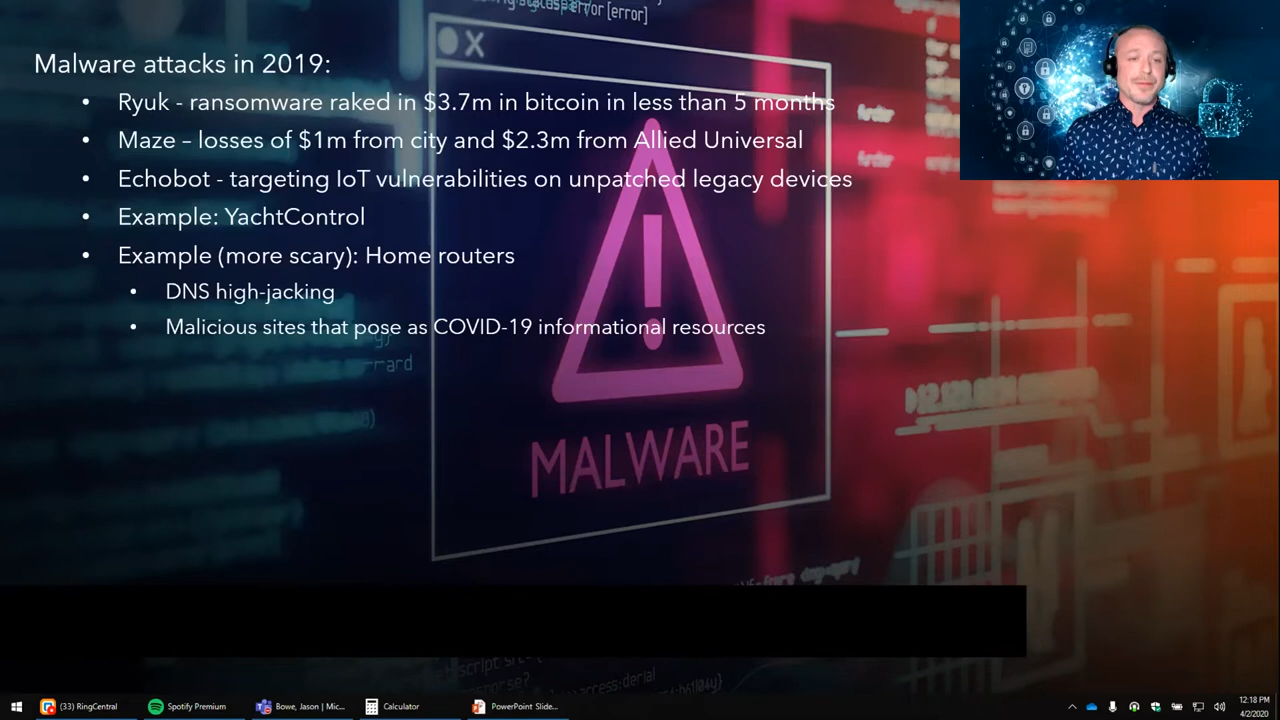 Malware attacks in 2019:
• Ryuk - ransomware raked in $3.7m in bitcoin in less than 5 months
• Maze – losses of $1m from city and $2.3m from Allied Universal
• Echobot - targeting IoT vulnerabilities on unpatched legacy devices
• Example: YachtControl
• Example (more scary): Home routers
• DNS high-jacking
• Malicious sites that pose as COVID-19 informational resources
X
MALWARE
(33) RingCentral
Spotify Premium
Bowe, Jason | Mic...
Calculator
PowerPoint Slide...
12:18 PM
4/2/2020